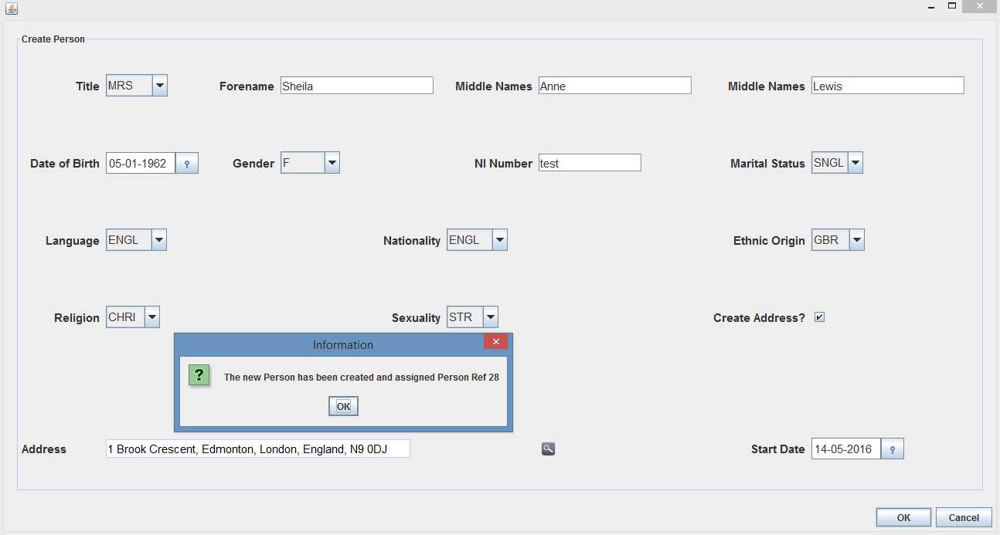 Create Person
Title MRS Forename Sheila Middle Names Anne Middle Names Lewis
Date of Birth 05-01-1962 Gender F NI Number test Marital Status SNGL
Language ENGL Nationality ENGL Ethnic Origin GBR
Religion CHRI Sexuality STR Create Address?
Information
The new Person has been created and assigned Person Ref 28
OK
Address 1 Brook Crescent, Edmonton, London, England, N9 0DJ Start Date 14-05-2016
OK Cancel